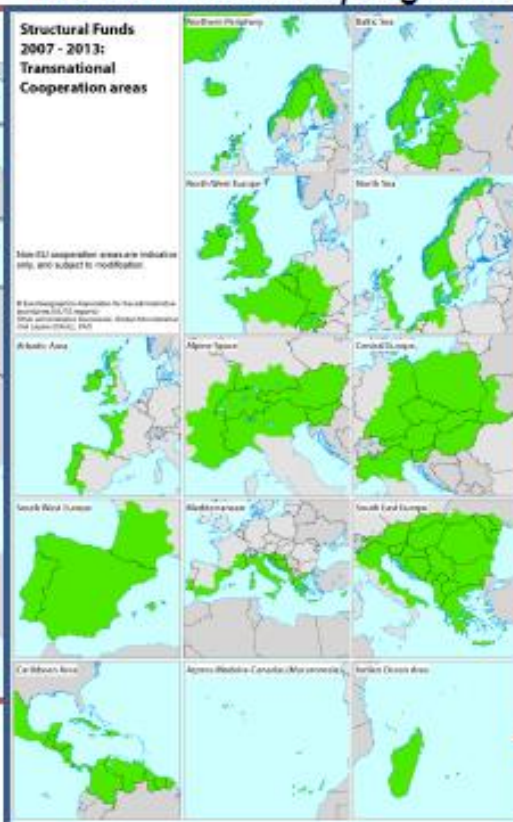 Structural Funds
2007 - 2013:
Transnational
Cooperation areas
Northern Periphery
Baltic Sea
North West Europe
North Sea
Non-EU cooperation areas are indicative
only, and subject to modification.
Atlantic Area
Alpine Space
Central Europe
South West Europe
Mediterranean
South East Europe
Caribbean Area
Açores-Madeira-Canarias (Macaronesia)
Indian Ocean Area